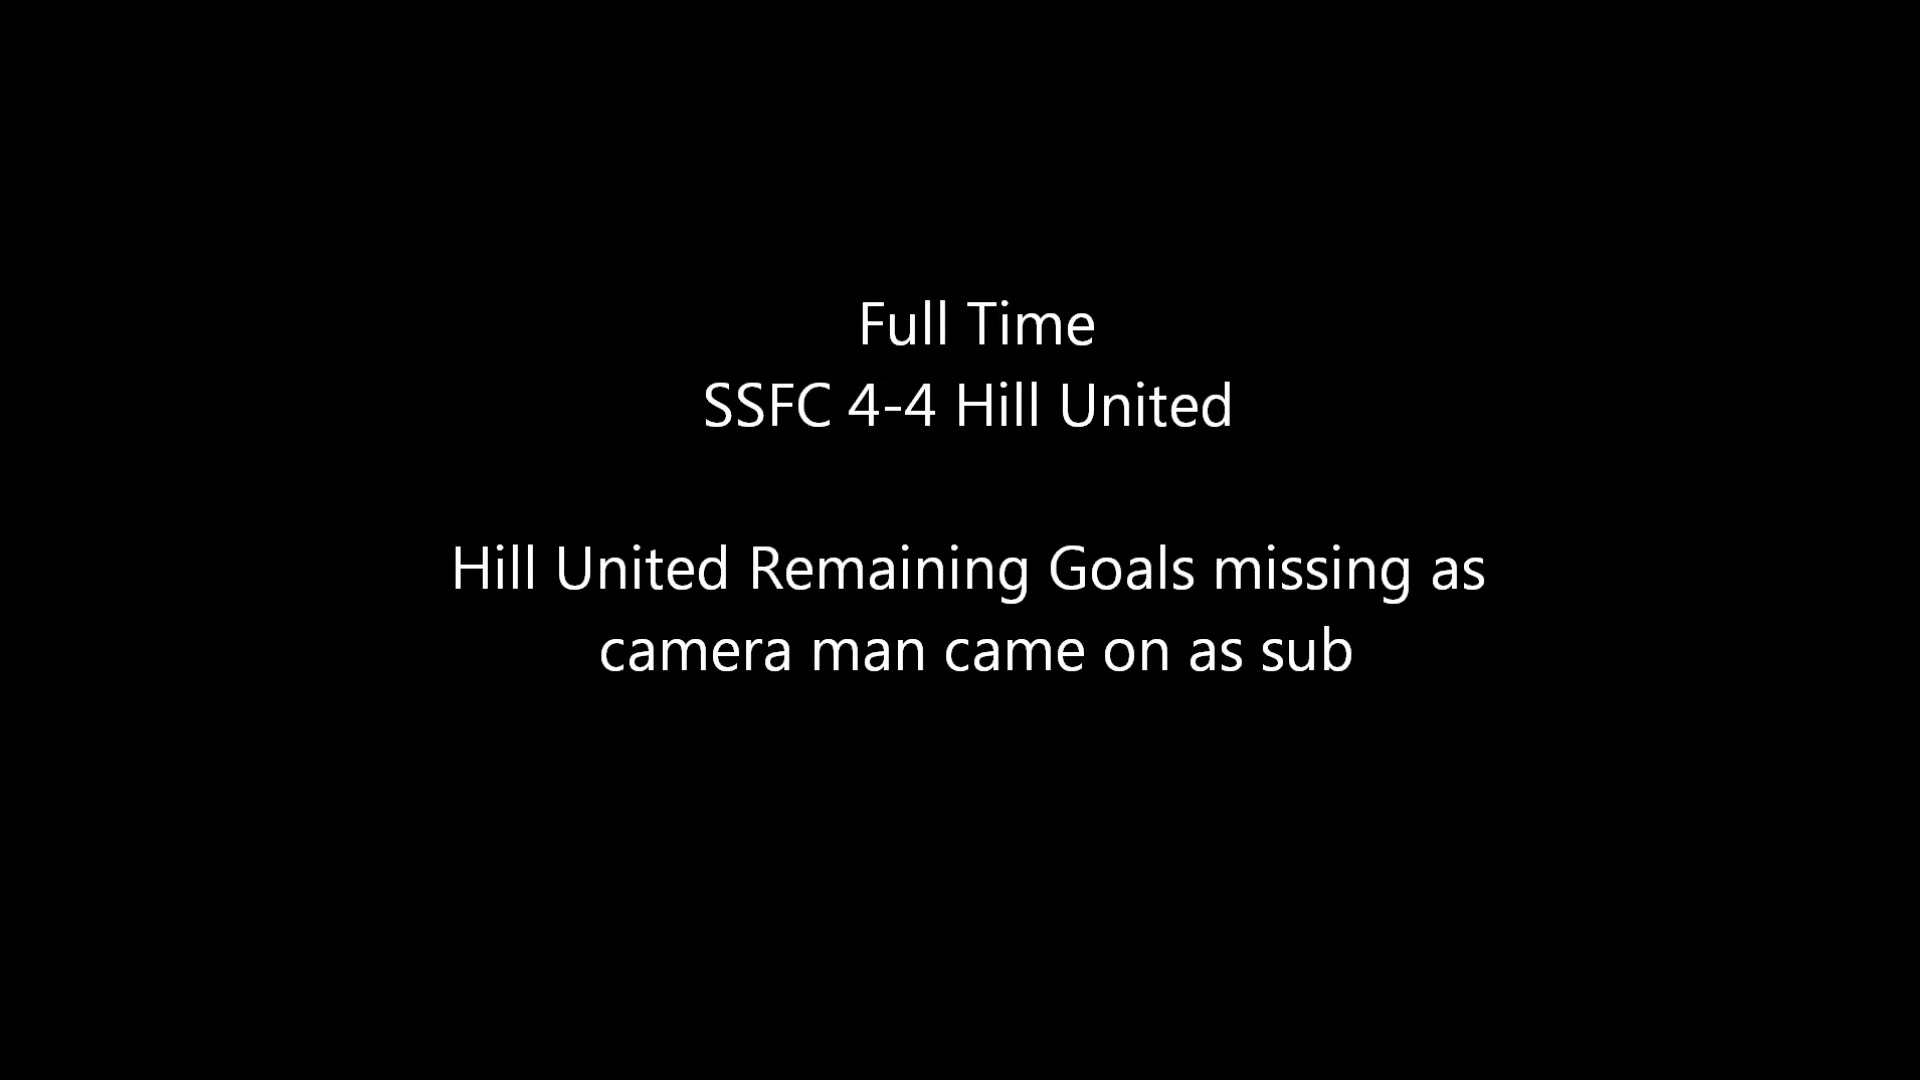 Full Time
SSFC 4-4 Hill United
Hill United Remaining Goals missing as
camera man came on as sub